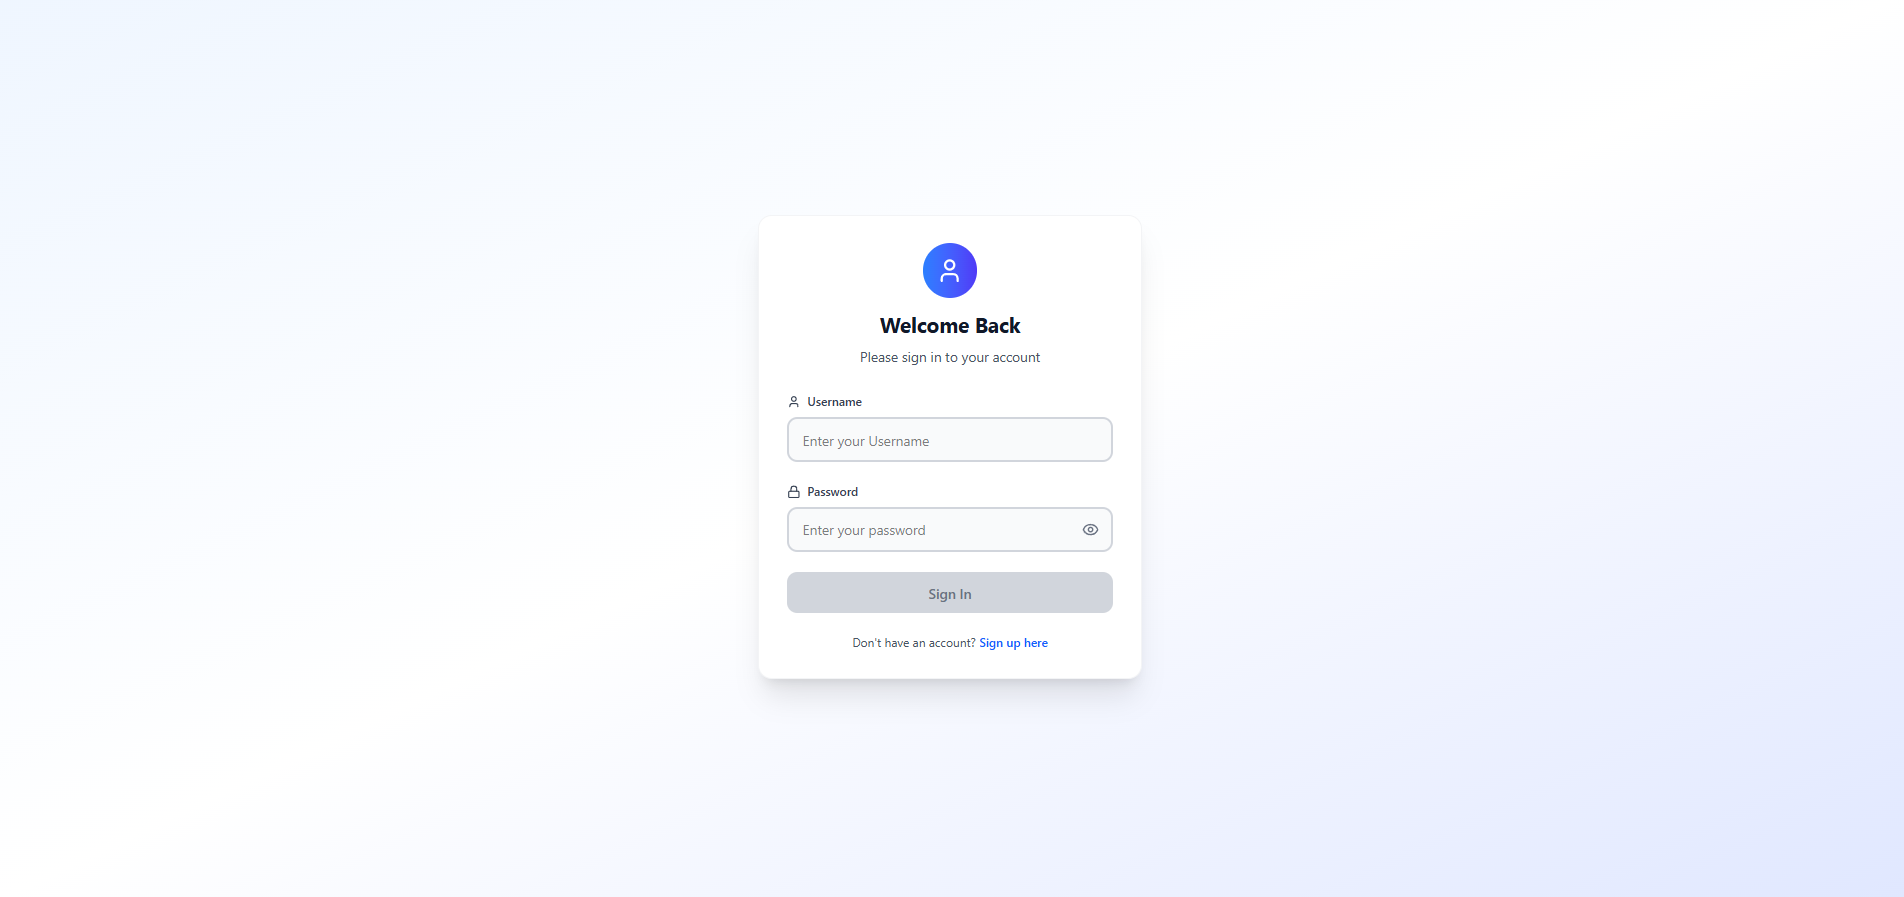 Welcome Back
Please sign in to your account
Username
Enter your Username
Password
Enter your password
Sign In
Don't have an account? Sign up here